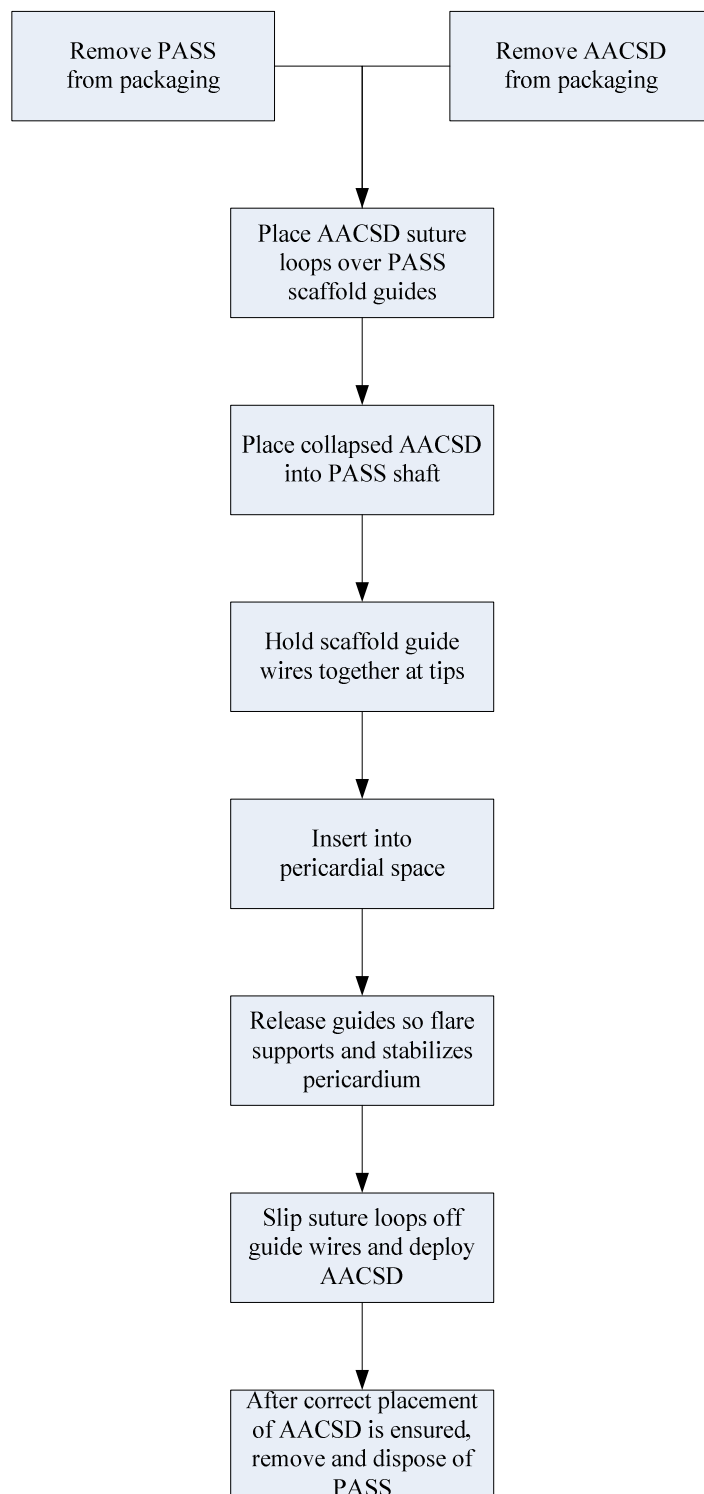 Remove PASS
from packaging
Remove AACSD
from packaging
Place AACSD suture
loops over PASS
scaffold guides
Place collapsed AACSD
into PASS shaft
Hold scaffold guide
wires together at tips
Insert into
pericardial space
Release guides so flare
supports and stabilizes
pericardium
Slip suture loops off
guide wires and deploy
AACSD
After correct placement
of AACSD is ensured,
remove and dispose of
PASS